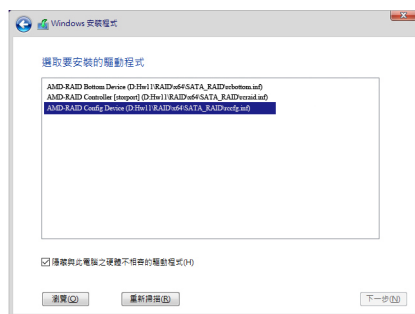 Windows 安裝程式
選取要安裝的驅動程式
AMD-RAID Bottom Device (D:\Hw11\RAID\x64\SATA_RAID\rcbottom.inf)
AMD-RAID Controller [storport] (D:\Hw11\RAID\x64\SATA_RAID\rcraid.inf)
AMD-RAID Config Device (D:\Hw11\RAID\x64\SATA_RAID\rccfg.inf)
隱藏與此電腦之硬體不相容的驅動程式(H)
瀏覽(O) 重新掃描(R) 下一步(N)